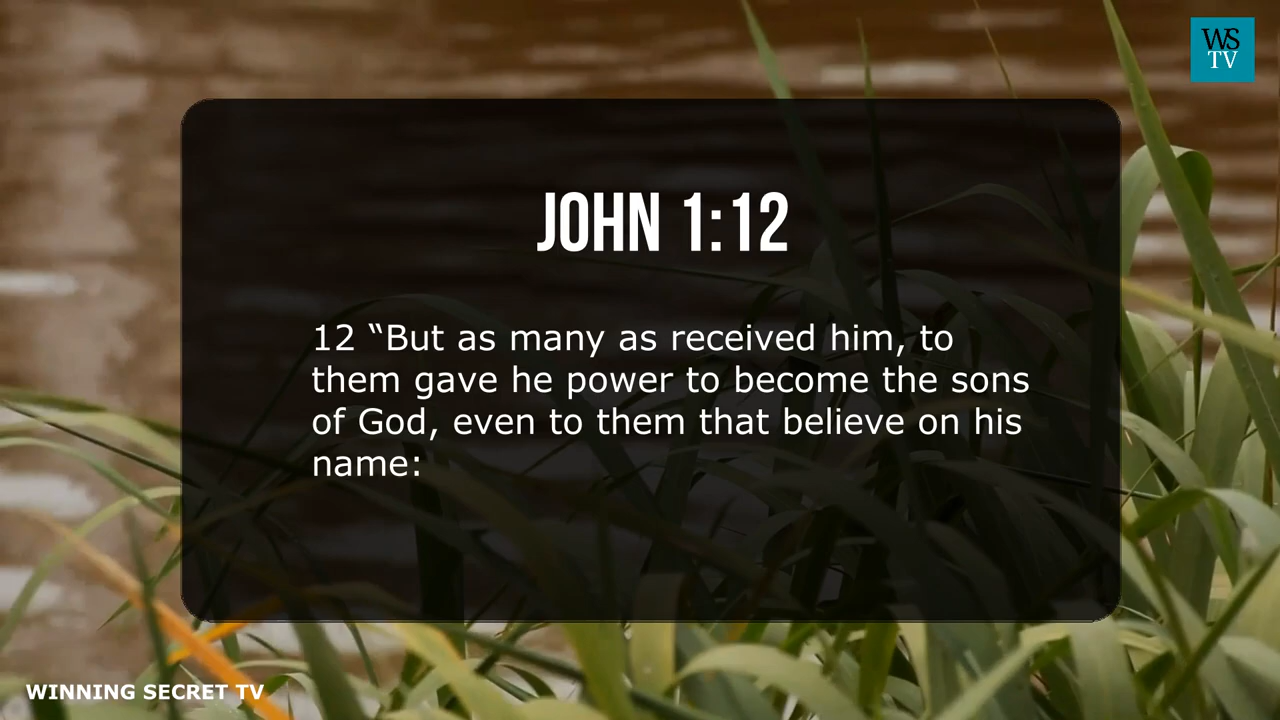 WS
TV
JOHN 1:12
12 “But as many as received him, to
them gave he power to become the sons
of God, even to them that believe on his
name:
WINNING SECRET TV